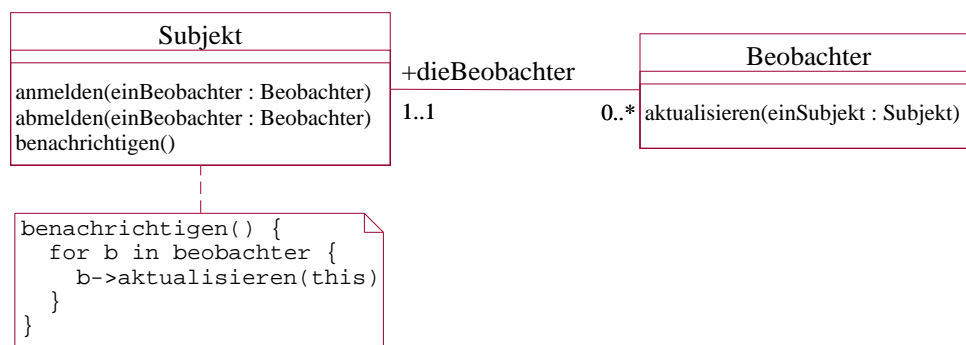 Subjekt
anmelden(einBeobachter : Beobachter)
abmelden(einBeobachter : Beobachter)
benachrichtigen()
+dieBeobachter
1..1
0..*
Beobachter
aktualisieren(einSubjekt : Subjekt)
benachrichtigen() {
  for b in beobachter {
    b->aktualisieren(this)
  }
}